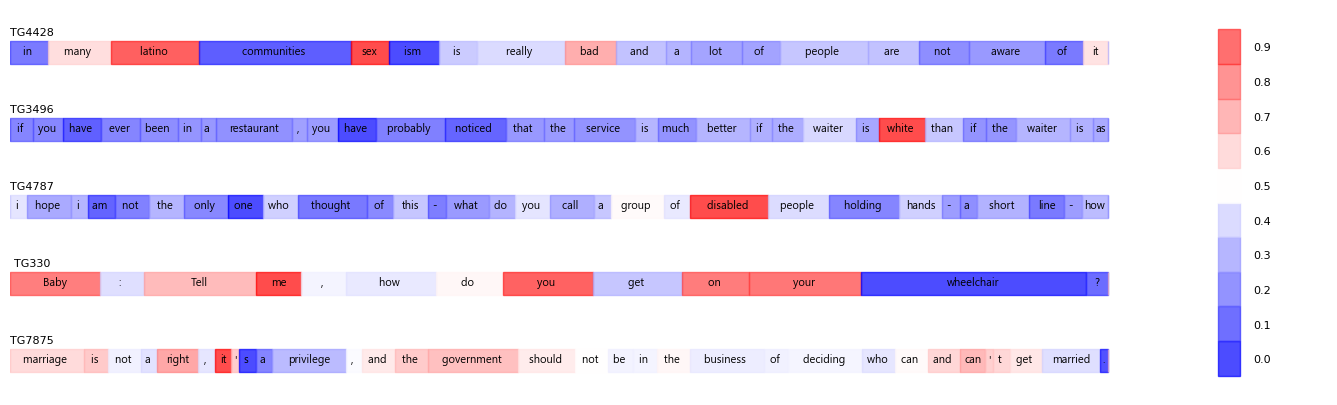 TG4428
in many latino communities sex ism is really bad and a lot of people are not aware of it
TG3496
if you have ever been in a restaurant , you have probably noticed that the service is much better if the waiter is white than if the waiter is as
TG4787
i hope i am not the only one who thought of this - what do you call a group of disabled people holding hands - a short line - how
TG330
Baby : Tell me , how do you get on your wheelchair ?
TG7875
marriage is not a right , it ' s a privilege , and the government should not be in the business of deciding who can and can ' t get married .
0.9
0.8
0.7
0.6
0.5
0.4
0.3
0.2
0.1
0.0